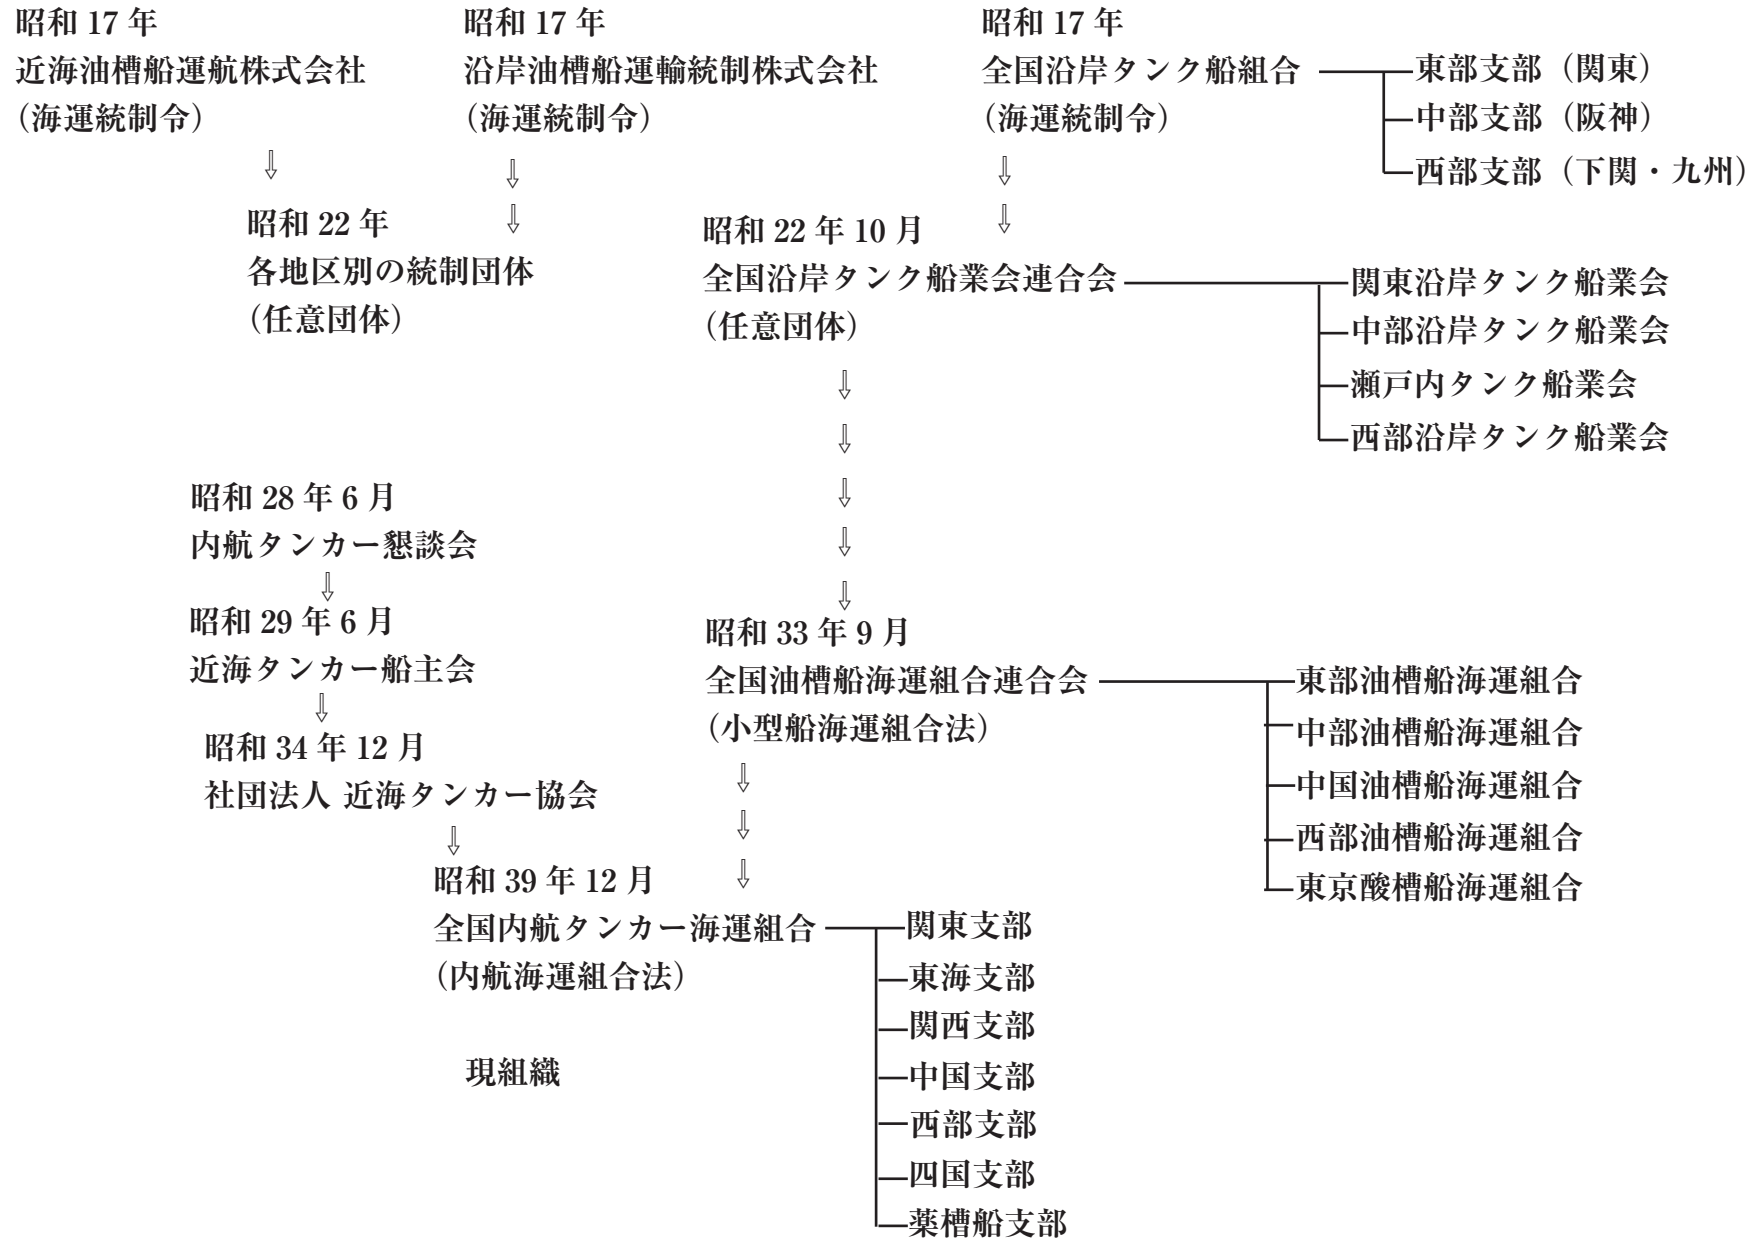 昭和 17 年
近海油槽船運航株式会社
(海運統制令)
昭和 17 年
沿岸油槽船運輸統制株式会社
(海運統制令)
昭和 17 年
全国沿岸タンク船組合
(海運統制令)
東部支部（関東）
中部支部（阪神）
西部支部（下関・九州）
昭和 22 年
各地区別の統制団体
(任意団体)
昭和 22 年 10 月
全国沿岸タンク船業会連合会
(任意団体)
関東沿岸タンク船業会
中部沿岸タンク船業会
瀬戸内タンク船業会
西部沿岸タンク船業会
昭和 28 年 6 月
内航タンカー懇談会
昭和 29 年 6 月
近海タンカー船主会
昭和 34 年 12 月
社団法人 近海タンカー協会
昭和 33 年 9 月
全国油槽船海運組合連合会
(小型船海運組合法)
東部油槽船海運組合
中部油槽船海運組合
中国油槽船海運組合
西部油槽船海運組合
東京酸槽船海運組合
昭和 39 年 12 月
全国内航タンカー海運組合
(内航海運組合法)
関東支部
東海支部
関西支部
中国支部
西部支部
四国支部
薬槽船支部
現組織